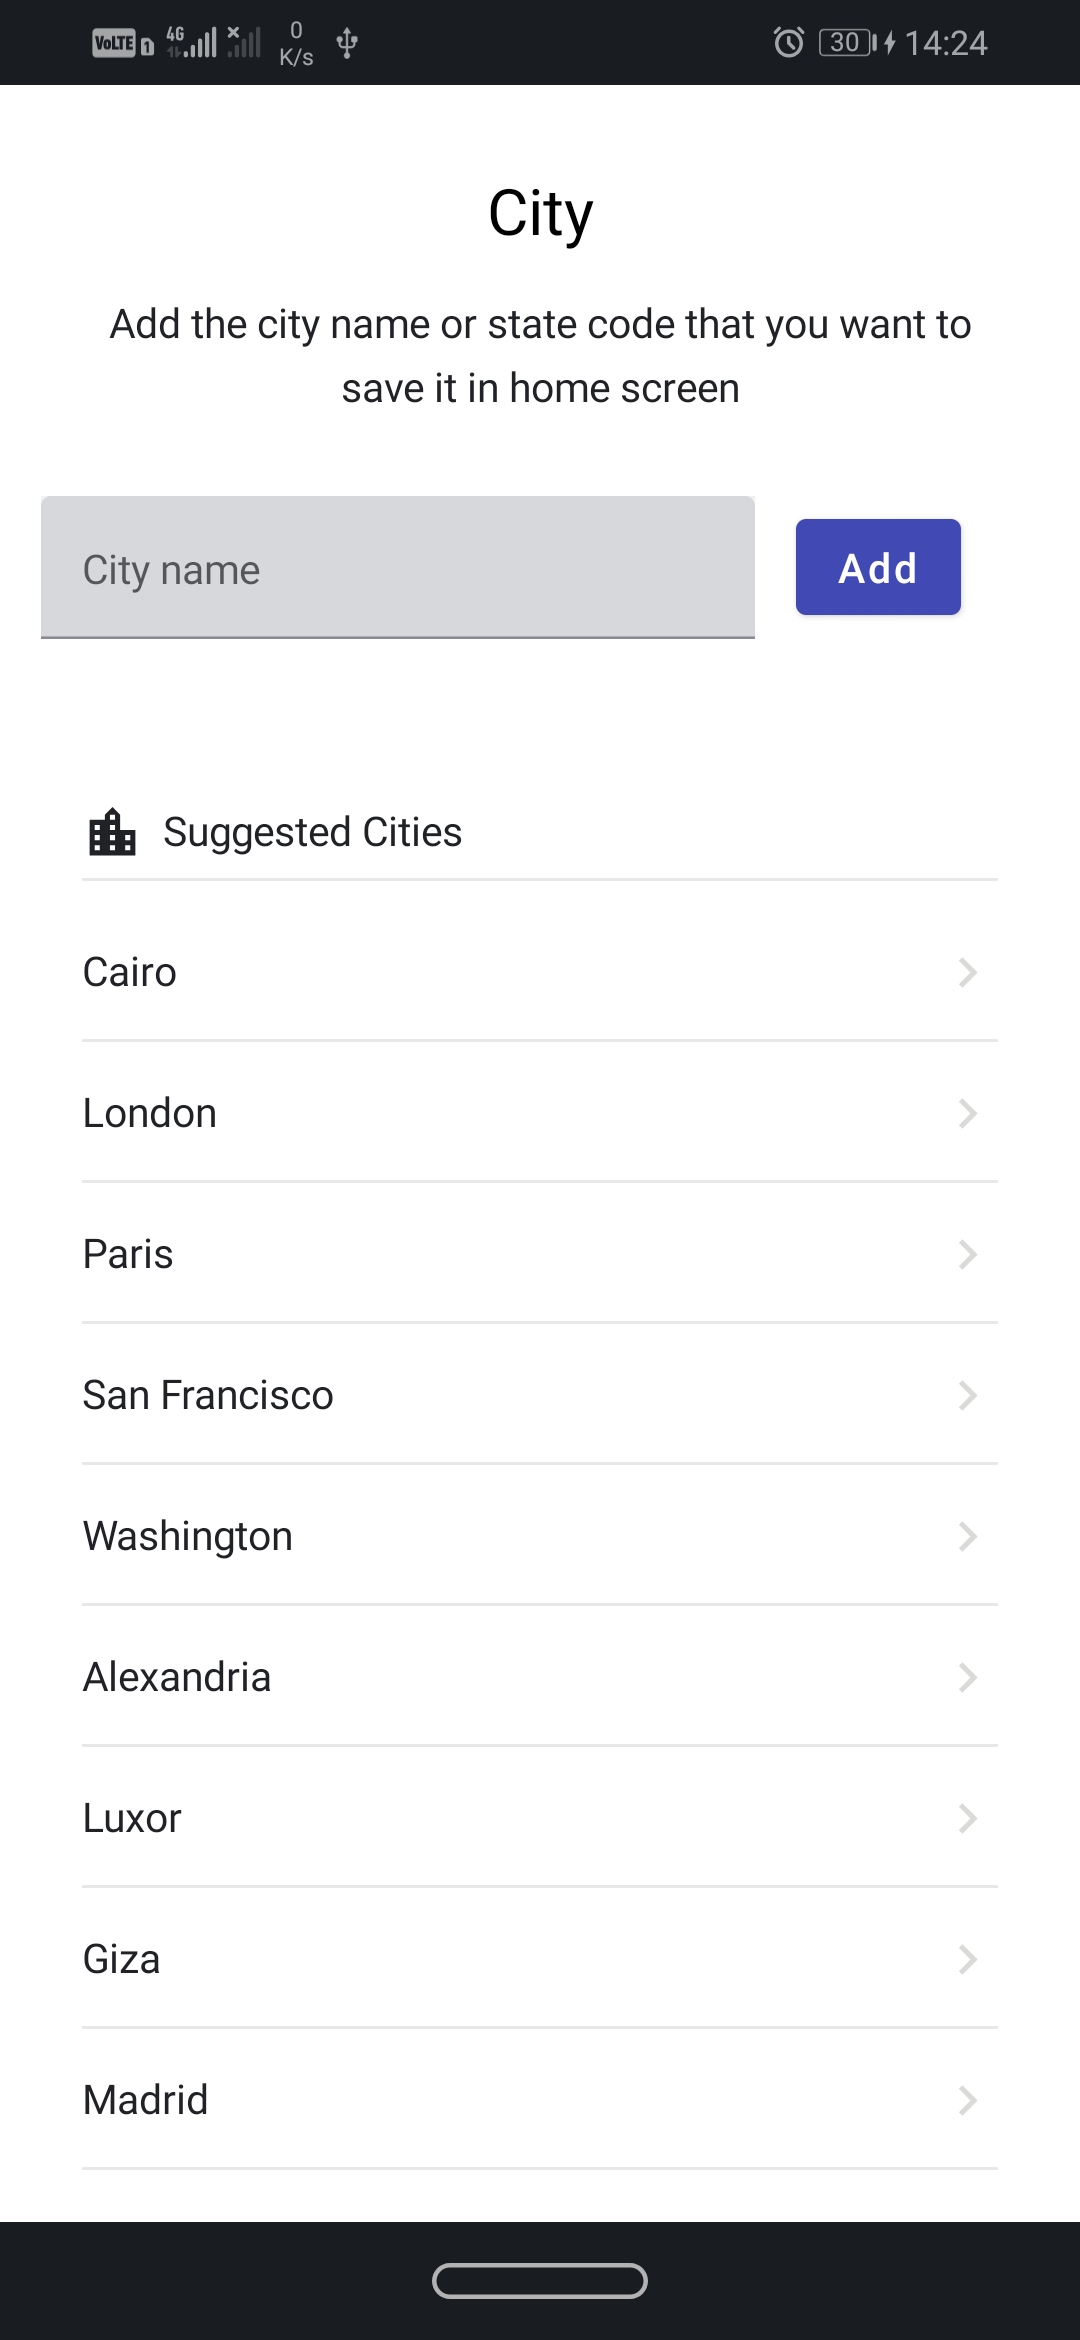 VoLTE 1 4G 0 K/s 30 14:24
City
Add the city name or state code that you want to
save it in home screen
City name
Add
Suggested Cities
Cairo
London
Paris
San Francisco
Washington
Alexandria
Luxor
Giza
Madrid